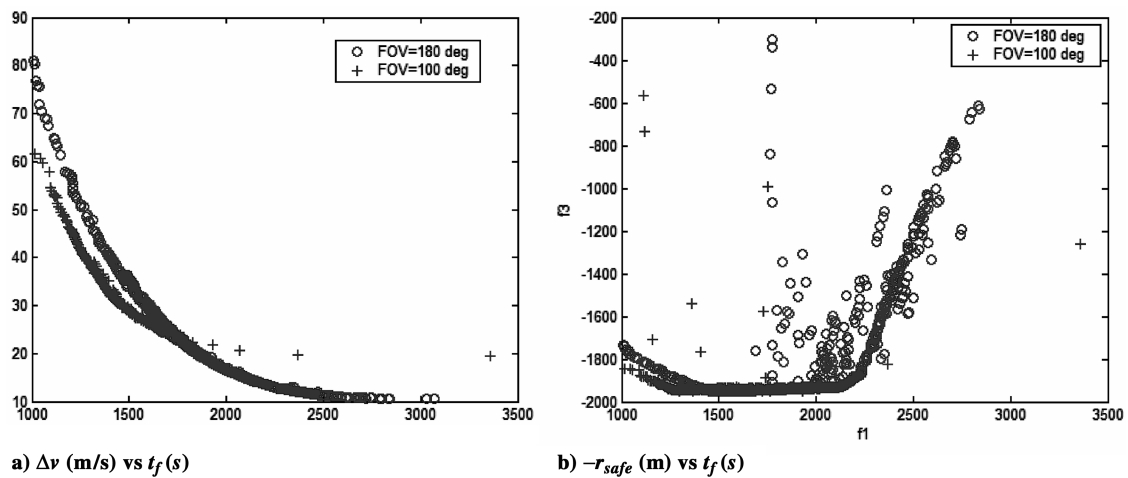 90
80
70
60
50
40
30
20
10
1000 1500 2000 2500 3000 3500
FOV=180 deg
FOV=100 deg
a) Δv (m/s) vs t_f (s)
-200
-400
-600
-800
-1000
-1200
-1400
-1600
-1800
-2000
f3
1000 1500 2000 2500 3000 3500
f1
FOV=180 deg
FOV=100 deg
b) –r_safe (m) vs t_f (s)